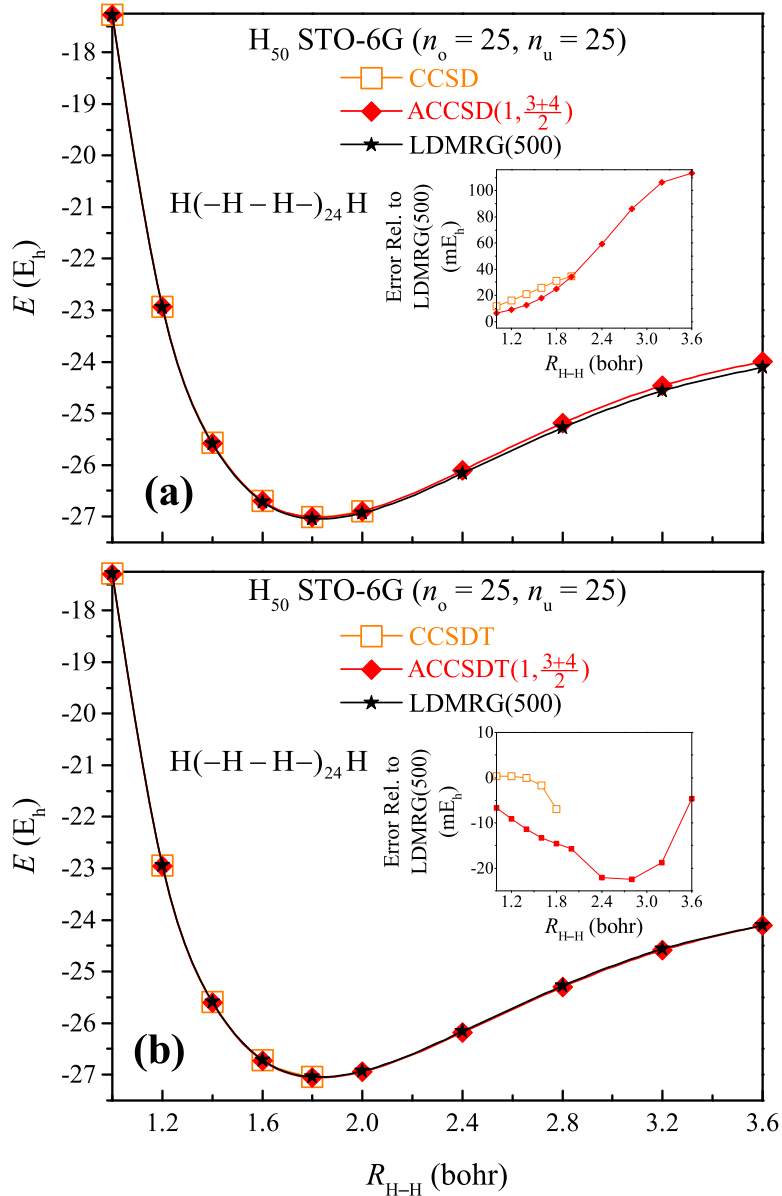 H₅₀ STO-6G (nₒ = 25, nᵤ = 25)
CCSD
ACCSD(1, 3+4/2)
LDMRG(500)
H(–H – H–)₂₄H
Error Rel. to
LDMRG(500)
(mEₕ)
100
80
60
40
20
0
1.2 1.8 2.4 3.0 3.6
R_H–H (bohr)
E (Eₕ)
-18
-19
-20
-21
-22
-23
-24
-25
-26
-27
(a)
H₅₀ STO-6G (nₒ = 25, nᵤ = 25)
CCSDT
ACCSDT(1, 3+4/2)
LDMRG(500)
H(–H – H–)₂₄H
Error Rel. to
LDMRG(500)
(mEₕ)
10
0
-10
-20
1.2 1.8 2.4 3.0 3.6
R_H–H (bohr)
E (Eₕ)
-18
-19
-20
-21
-22
-23
-24
-25
-26
-27
(b)
1.2 1.6 2.0 2.4 2.8 3.2 3.6
R_H–H (bohr)